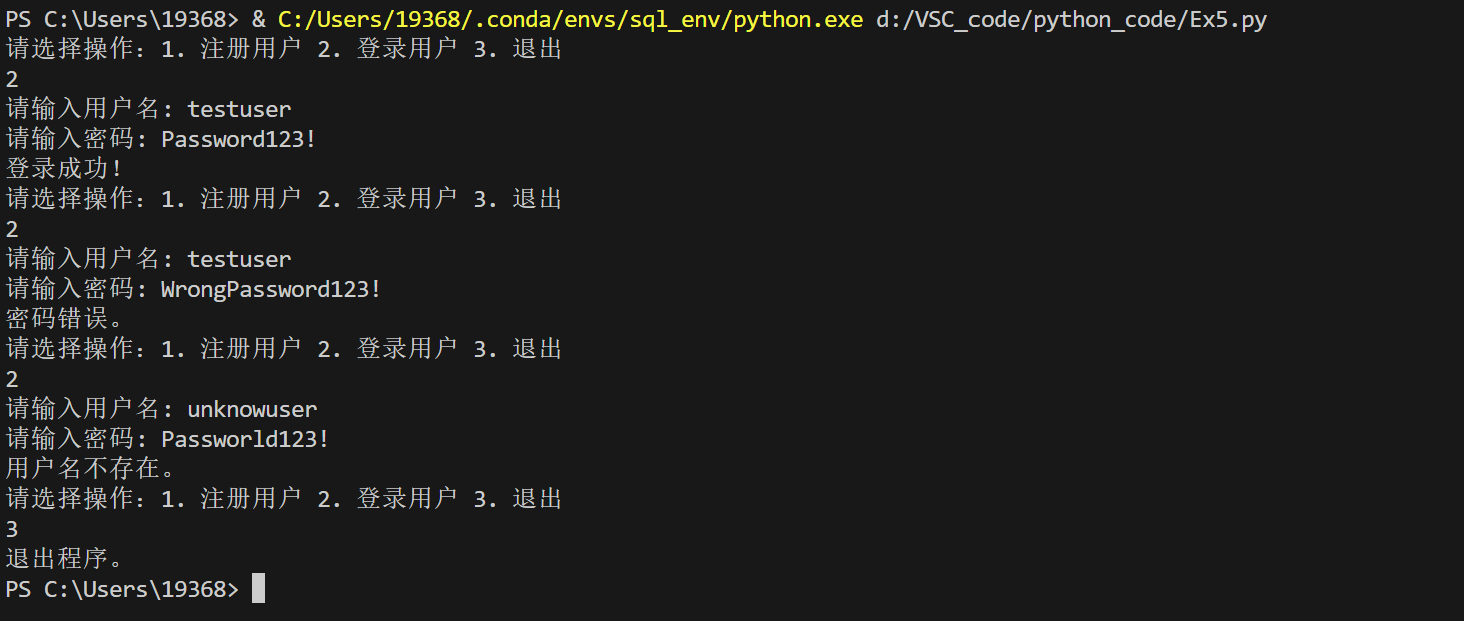 PS C:\Users\19368> & C:/Users/19368/.conda/envs/sql_env/python.exe d:/VSC_code/python_code/Ex5.py
请选择操作: 1. 注册用户 2. 登录用户 3. 退出
2
请输入用户名: testuser
请输入密码: Password123!
登录成功!
请选择操作: 1. 注册用户 2. 登录用户 3. 退出
2
请输入用户名: testuser
请输入密码: WrongPassword123!
密码错误。
请选择操作: 1. 注册用户 2. 登录用户 3. 退出
2
请输入用户名: unknowuser
请输入密码: Passworld123!
用户名不存在。
请选择操作: 1. 注册用户 2. 登录用户 3. 退出
3
退出程序。
PS C:\Users\19368>